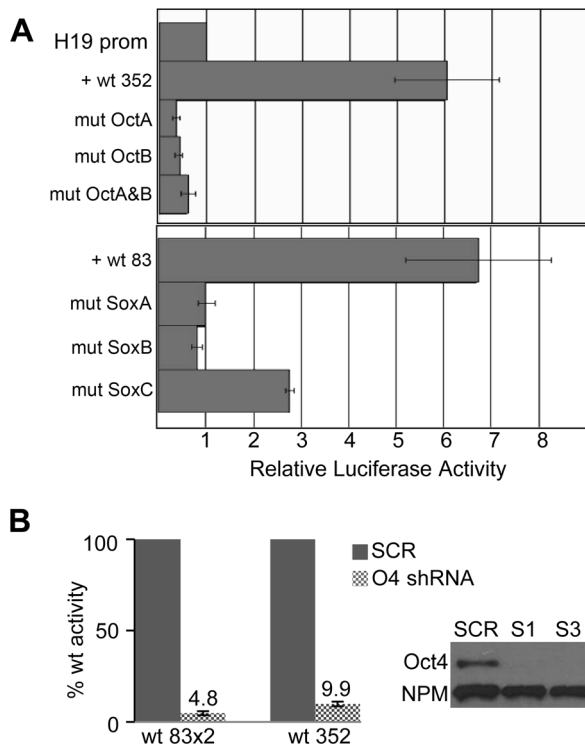 A
H19 prom
+ wt 352
mut OctA
mut OctB
mut OctA&B
+ wt 83
mut SoxA
mut SoxB
mut SoxC
1 2 3 4 5 6 7 8
Relative Luciferase Activity
B
% wt activity
100
50
0
4.8
9.9
wt 83x2 wt 352
SCR
O4 shRNA
SCR S1 S3
Oct4
NPM